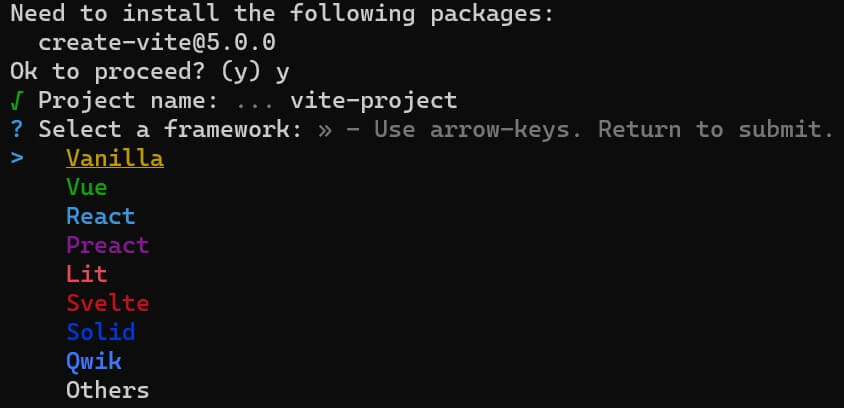 Need to install the following packages:
  create-vite@5.0.0
Ok to proceed? (y) y
√ Project name: ... vite-project
? Select a framework: » - Use arrow-keys. Return to submit.
>   Vanilla
    Vue
    React
    Preact
    Lit
    Svelte
    Solid
    Qwik
    Others